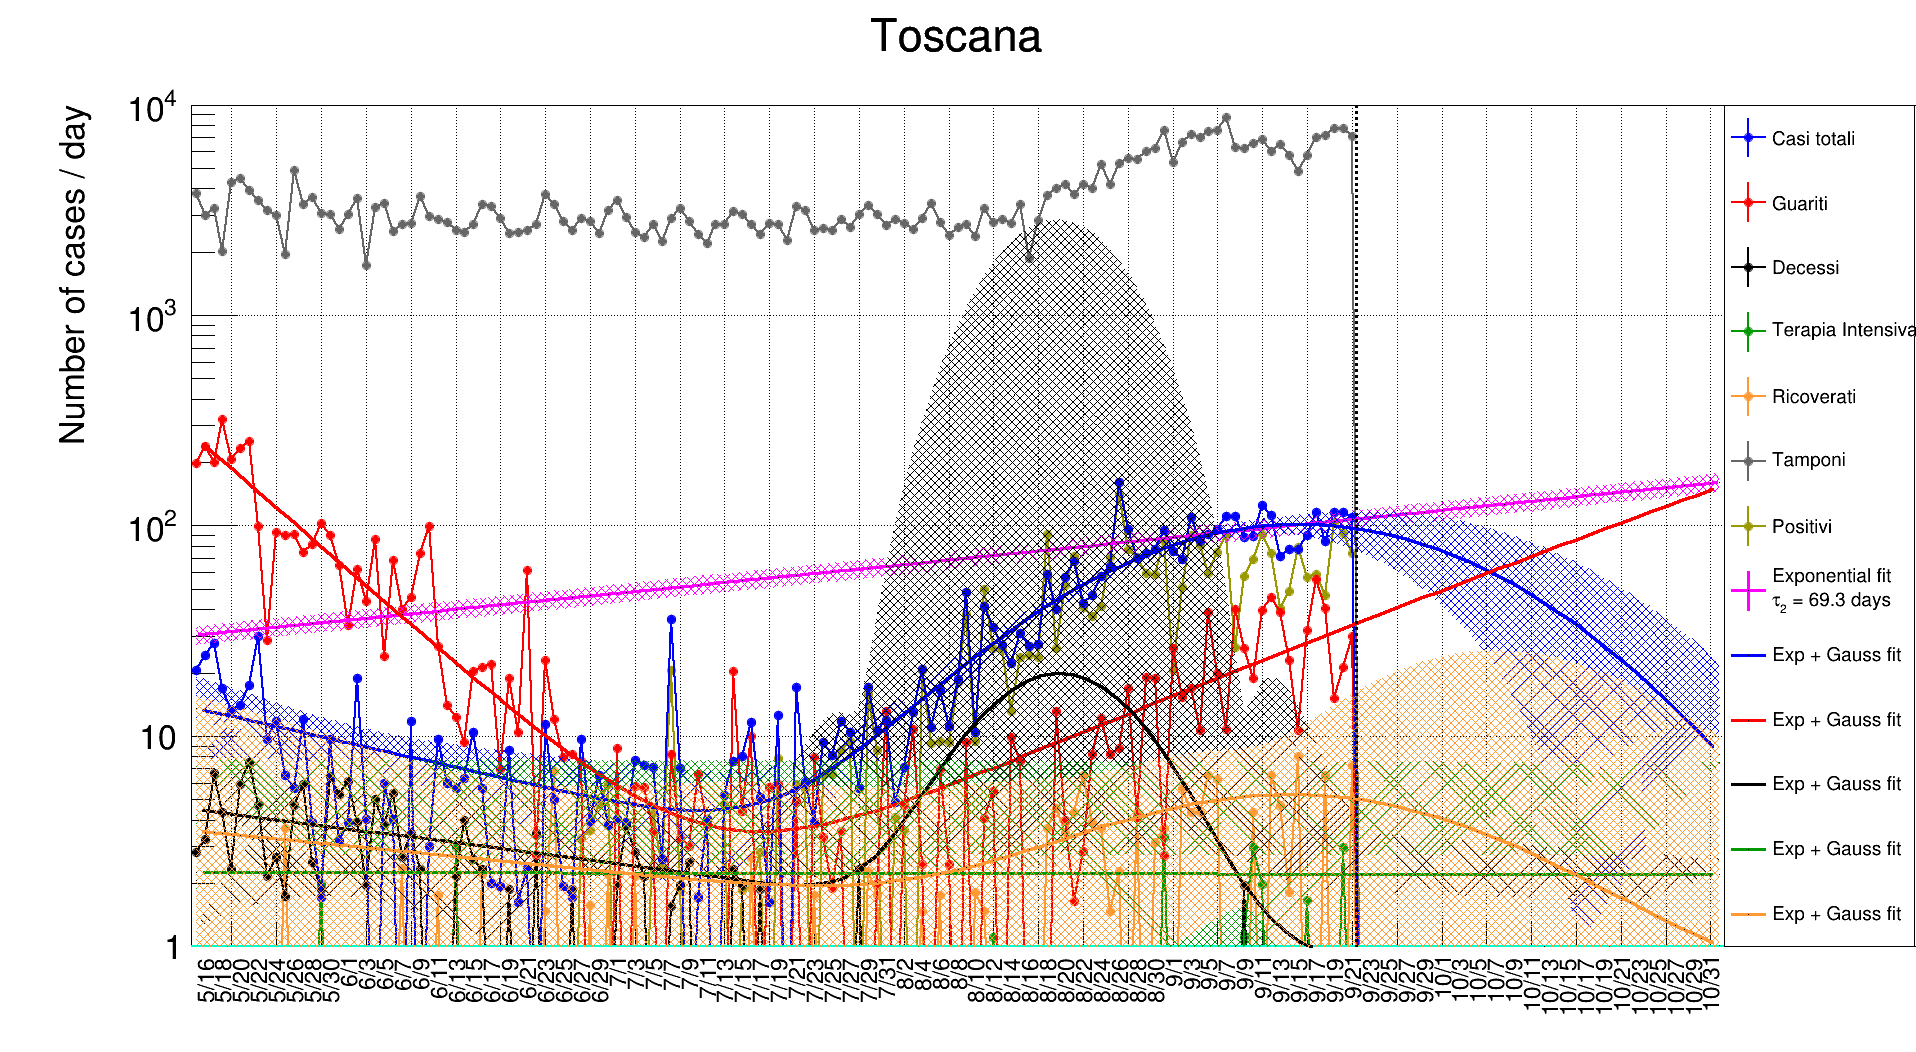 Toscana
Number of cases / day
10^4
10^3
10^2
10
1
5/16 5/18 5/20 5/22 5/24 5/26 5/28 5/30 6/1 6/3 6/5 6/7 6/9 6/11 6/13 6/15 6/17 6/19 6/21 6/23 6/25 6/27 6/29 7/1 7/3 7/5 7/7 7/9 7/11 7/13 7/15 7/17 7/19 7/21 7/23 7/25 7/27 7/29 7/31 8/2 8/4 8/6 8/8 8/10 8/12 8/14 8/16 8/18 8/20 8/22 8/24 8/26 8/28 8/30 9/1 9/3 9/5 9/7 9/9 9/11 9/13 9/15 9/17 9/19 9/21 9/23 9/25 9/27 9/29 10/1 10/3 10/5 10/7 10/9 10/11 10/13 10/15 10/17 10/19 10/21 10/23 10/25 10/27 10/29 10/31
Casi totali
Guariti
Decessi
Terapia Intensiva
Ricoverati
Tamponi
Positivi
Exponential fit
τ2 = 69.3 days
Exp + Gauss fit
Exp + Gauss fit
Exp + Gauss fit
Exp + Gauss fit
Exp + Gauss fit